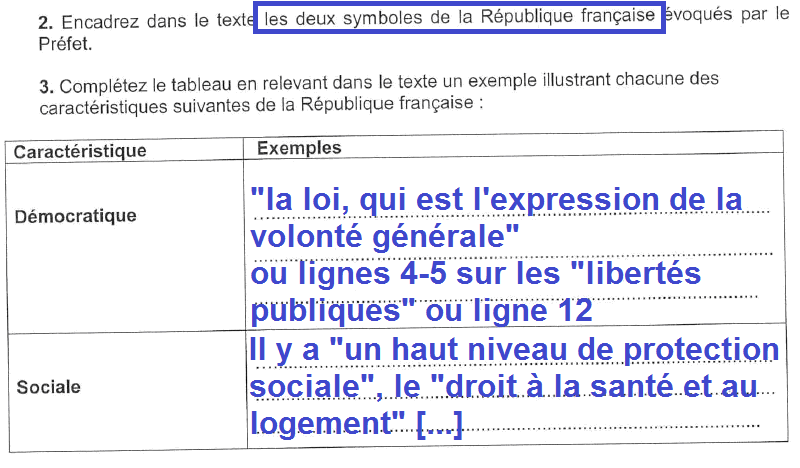 2. Encadrez dans le texte les deux symboles de la République française évoqués par le
Préfet.
3. Complétez le tableau en relevant dans le texte un exemple illustrant chacune des
caractéristiques suivantes de la République française :
Caractéristique Exemples
Démocratique
"la loi, qui est l'expression de la
volonté générale"
ou lignes 4-5 sur les "libertés
publiques" ou ligne 12
Sociale
Il y a "un haut niveau de protection
sociale", le "droit à la santé et au
logement" [...]